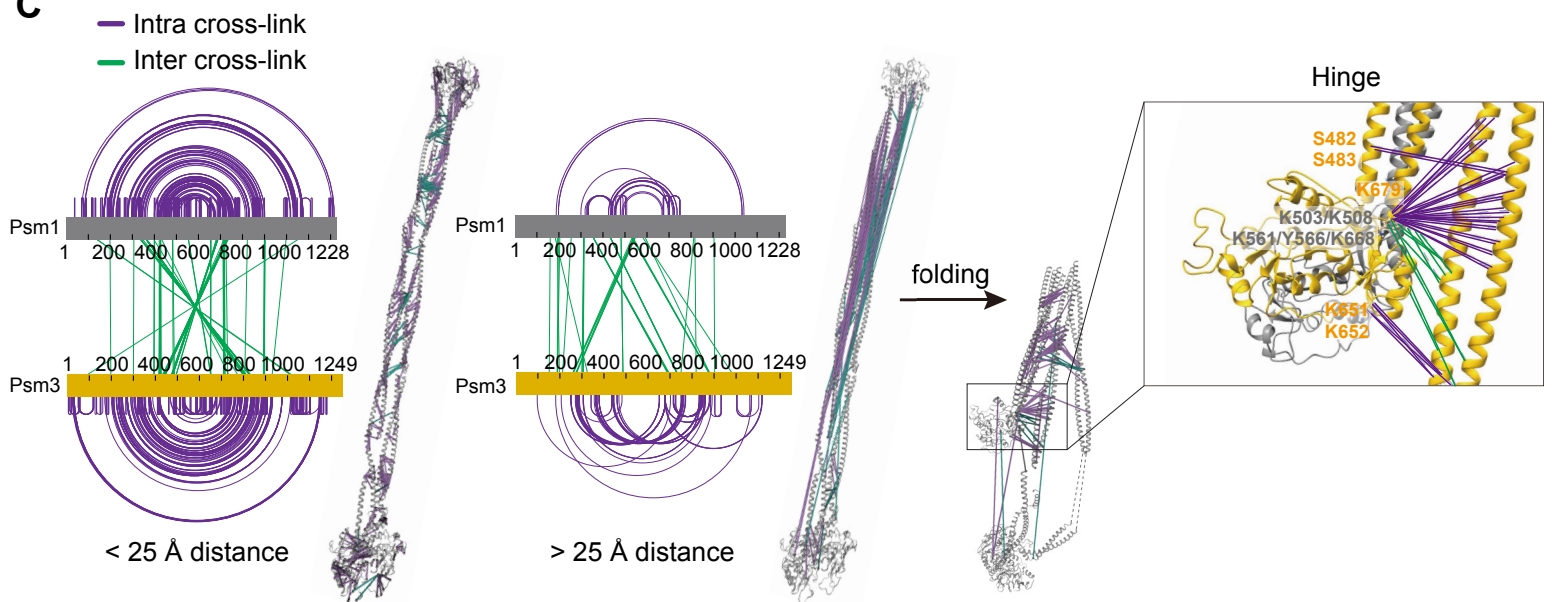 C
Intra cross-link
Inter cross-link
Psm1
1 200 400 600 800 1000 1228
1 200 400 600 800 1000 1249
Psm3
< 25 Å distance
Psm1
1 200 400 600 800 1000 1228
1 200 400 600 800 1000 1249
Psm3
> 25 Å distance
folding
Hinge
S482
S483
K679
K503/K508
K561/Y566/K668
K651
K652